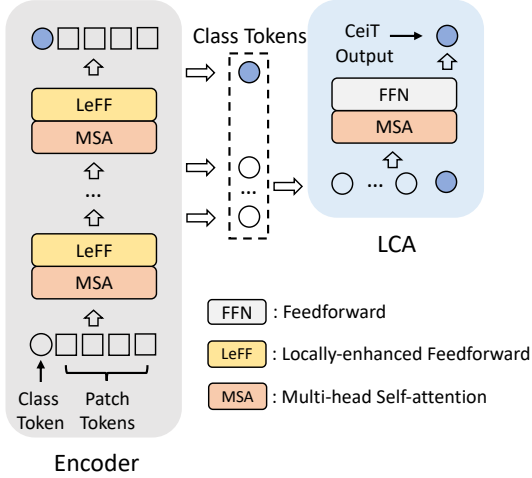 LeFF
MSA
...
LeFF
MSA
Class
Token
Patch
Tokens
Encoder
Class Tokens
...
CeiT
Output
FFN
MSA
...
LCA
FFN : Feedforward
LeFF : Locally-enhanced Feedforward
MSA : Multi-head Self-attention